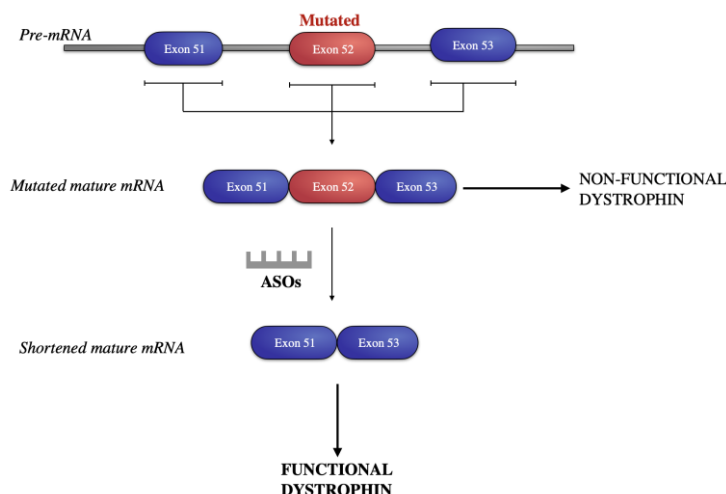 Mutated
Pre-mRNA
Exon 51
Exon 52
Exon 53
Mutated mature mRNA
Exon 51
Exon 52
Exon 53
NON-FUNCTIONAL
DYSTROPHIN
ASOs
Shortened mature mRNA
Exon 51
Exon 53
FUNCTIONAL
DYSTROPHIN